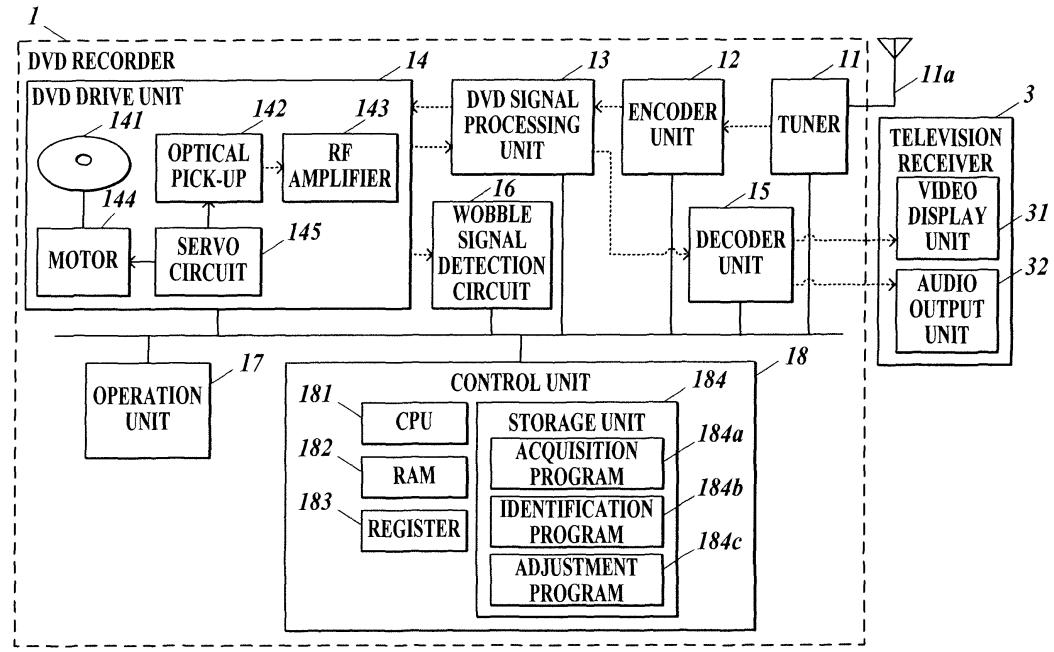 1
DVD RECORDER
14
DVD DRIVE UNIT
141
142
OPTICAL
PICK-UP
143
RF
AMPLIFIER
144
MOTOR
145
SERVO
CIRCUIT
13
DVD SIGNAL
PROCESSING
UNIT
12
ENCODER
UNIT
11
TUNER
11a
16
WOBBLE
SIGNAL
DETECTION
CIRCUIT
15
DECODER
UNIT
3
TELEVISION
RECEIVER
VIDEO
DISPLAY
UNIT
31
32
AUDIO
OUTPUT
UNIT
17
OPERATION
UNIT
18
CONTROL UNIT
181
CPU
182
RAM
183
REGISTER
184
STORAGE UNIT
184a
ACQUISITION
PROGRAM
184b
IDENTIFICATION
PROGRAM
184c
ADJUSTMENT
PROGRAM